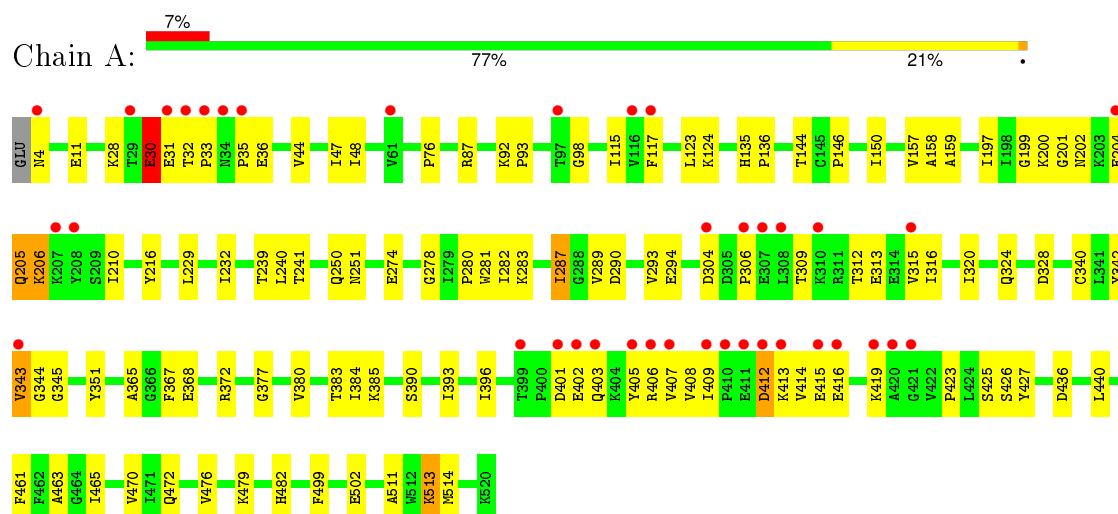 7%
Chain A:
77% 21% •
GLU N4 E11 K28 T29 E30 E31 T32 P33 N34 P35 E36 V44 I47 I48 V61 P76 R87 K92 P93 T97 G98 I115 V116 F117 L123 K124 H135 P136 T144 C145 P146 I150 V157 A158 A159 I197 I198 G199 K200 G201 N202 K203 E204
Q205 K206 K207 Y208 S209 I210 Y216 L229 I232 T239 L240 T241 Q250 N251 E274 G278 I279 P280 W281 I282 K283 I287 G288 V289 D290 V293 E294 D304 D305 P306 E307 L308 T309 K310 R311 T312 E313 E314 V315 I316 I320 Q324 D328 C340 L341 Y342
V343 G344 G345 Y351 A365 G366 F367 E368 R372 G377 V380 T383 I384 K385 S390 I393 I396 T399 P400 D401 E402 Q403 K404 Y405 R406 V407 V408 I409 P410 E411 D412 K413 V414 E415 E416 K419 A420 G421 V422 P423 L424 S425 S426 Y427 D436 L440
F461 F462 A463 G464 I465 V470 I471 Q472 V476 K479 H482 F499 E502 A511 W512 K513 M514 K520